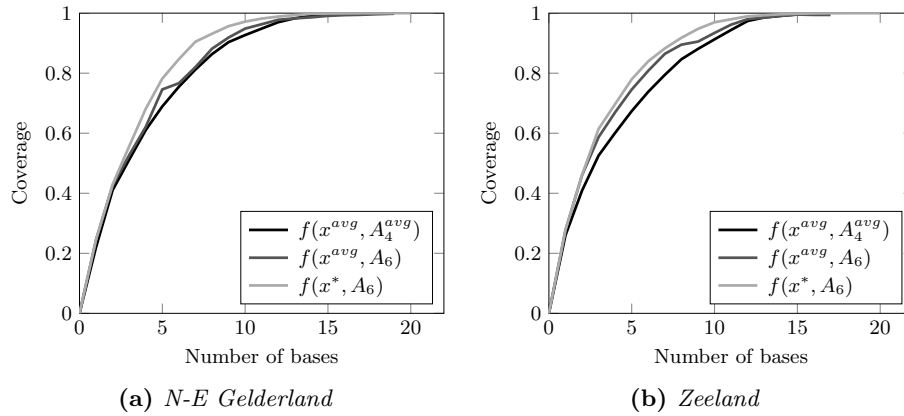 1
0.8
0.6
0.4
0.2
0
Coverage
0 5 10 15 20
Number of bases
f(x^{avg}, A_4^{avg})
f(x^{avg}, A_6)
f(x^*, A_6)
(a) N-E Gelderland
1
0.8
0.6
0.4
0.2
0
Coverage
0 5 10 15 20
Number of bases
f(x^{avg}, A_4^{avg})
f(x^{avg}, A_6)
f(x^*, A_6)
(b) Zeeland